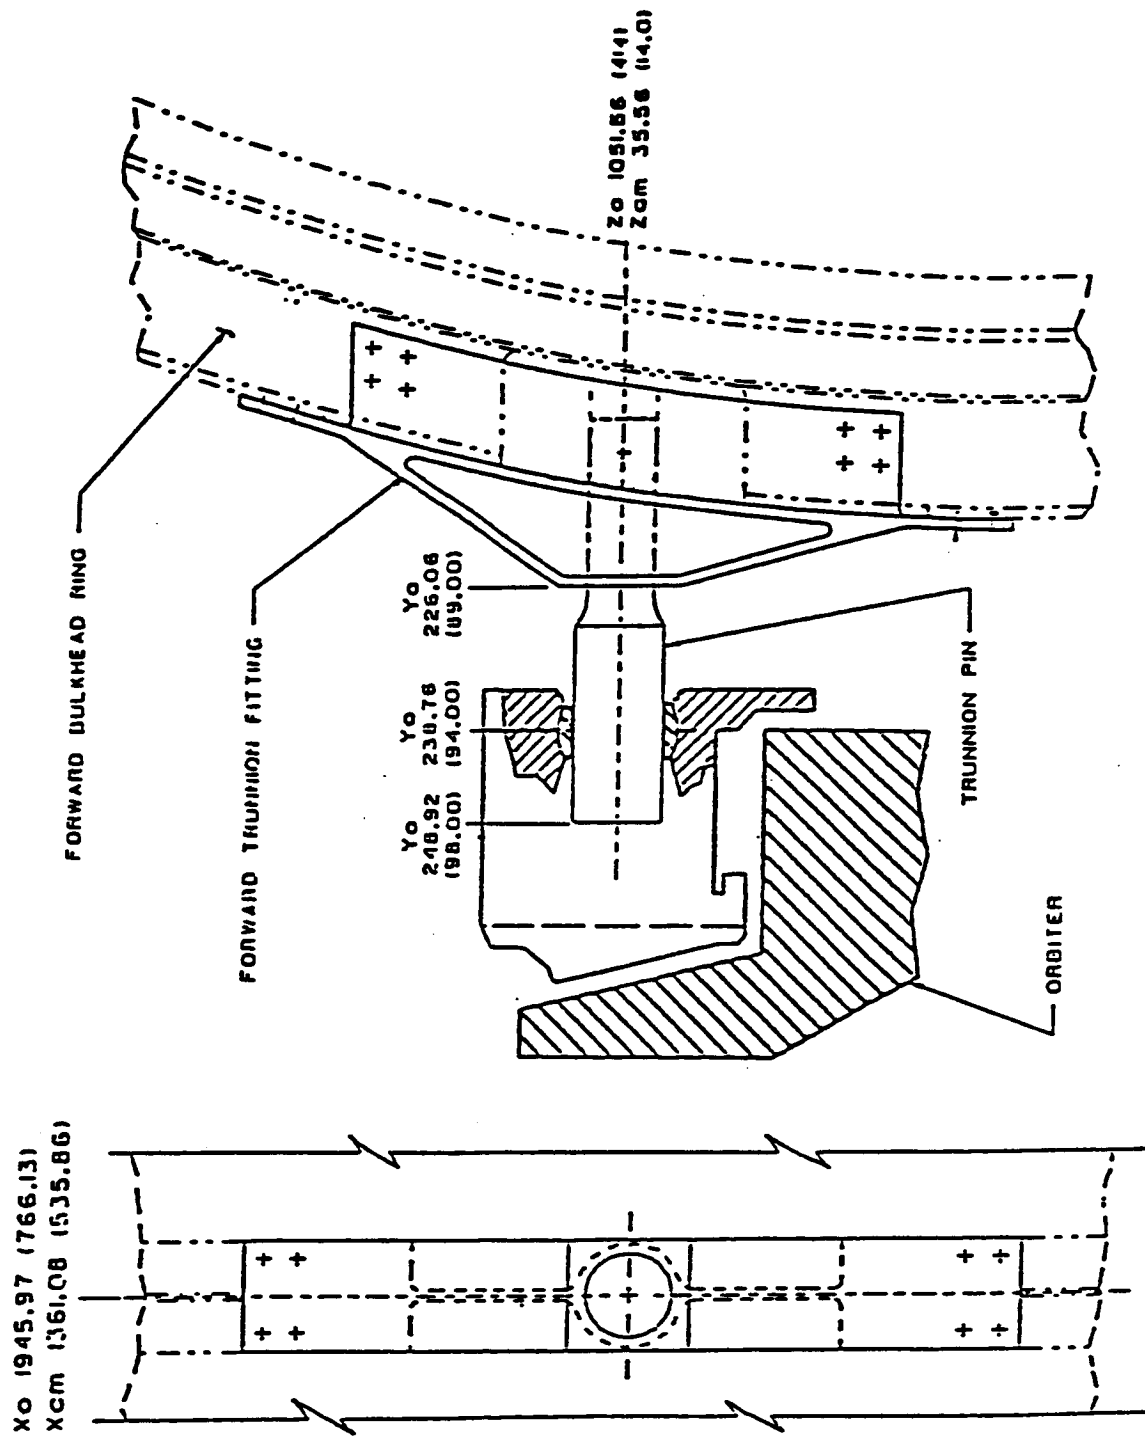 Xo 1945.97 (766.13)
Xcm 1361.08 (535.86)
FORWARD BULKHEAD RING
FORWARD TRUNNION FITTING
Yo
248.92
(98.00)
Yo
238.76
(94.00)
Yo
226.06
(89.00)
Zo 1051.56 (414)
Zam 35.56 (14.0)
TRUNNION PIN
ORBITER